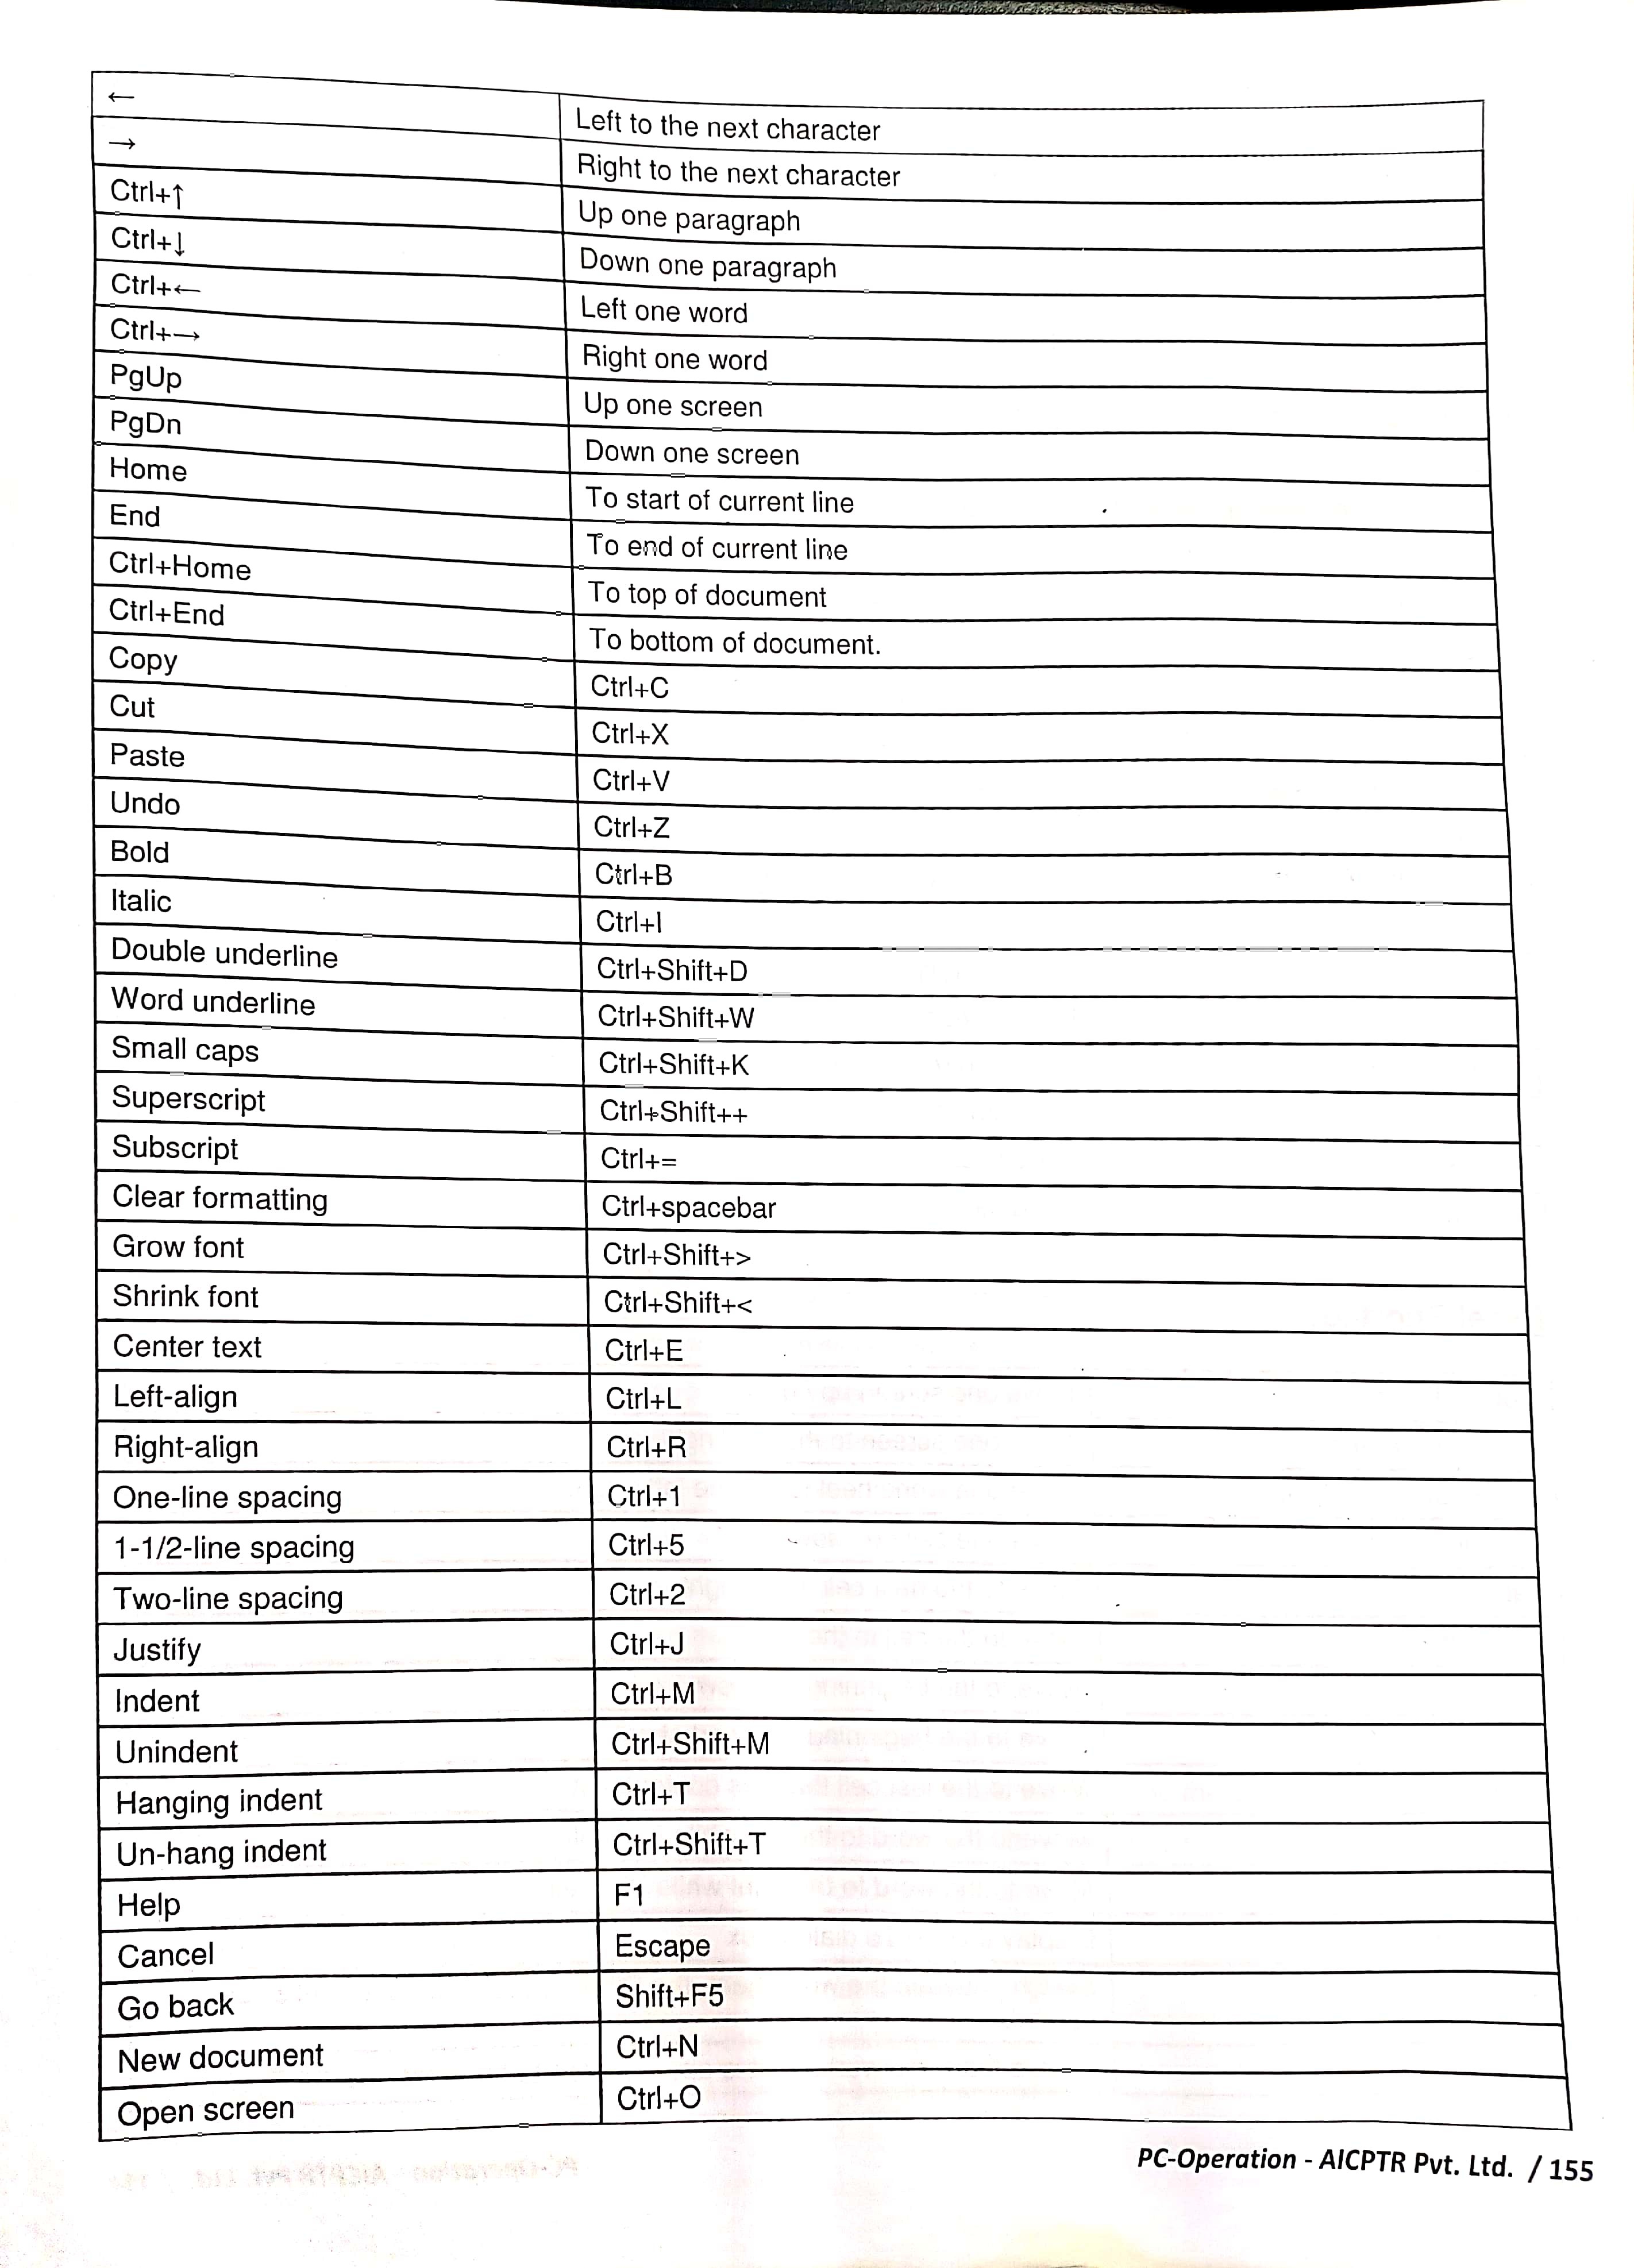 ← Left to the next character
→ Right to the next character
Ctrl+↑ Up one paragraph
Ctrl+↓ Down one paragraph
Ctrl+← Left one word
Ctrl+→ Right one word
PgUp Up one screen
PgDn Down one screen
Home To start of current line
End To end of current line
Ctrl+Home To top of document
Ctrl+End To bottom of document.
Copy Ctrl+C
Cut Ctrl+X
Paste Ctrl+V
Undo Ctrl+Z
Bold Ctrl+B
Italic Ctrl+I
Double underline Ctrl+Shift+D
Word underline Ctrl+Shift+W
Small caps Ctrl+Shift+K
Superscript Ctrl+Shift++
Subscript Ctrl+=
Clear formatting Ctrl+spacebar
Grow font Ctrl+Shift+>
Shrink font Ctrl+Shift+<
Center text Ctrl+E
Left-align Ctrl+L
Right-align Ctrl+R
One-line spacing Ctrl+1
1-1/2-line spacing Ctrl+5
Two-line spacing Ctrl+2
Justify Ctrl+J
Indent Ctrl+M
Unindent Ctrl+Shift+M
Hanging indent Ctrl+T
Un-hang indent Ctrl+Shift+T
Help F1
Cancel Escape
Go back Shift+F5
New document Ctrl+N
Open screen Ctrl+O
PC-Operation - AICPTR Pvt. Ltd. / 155